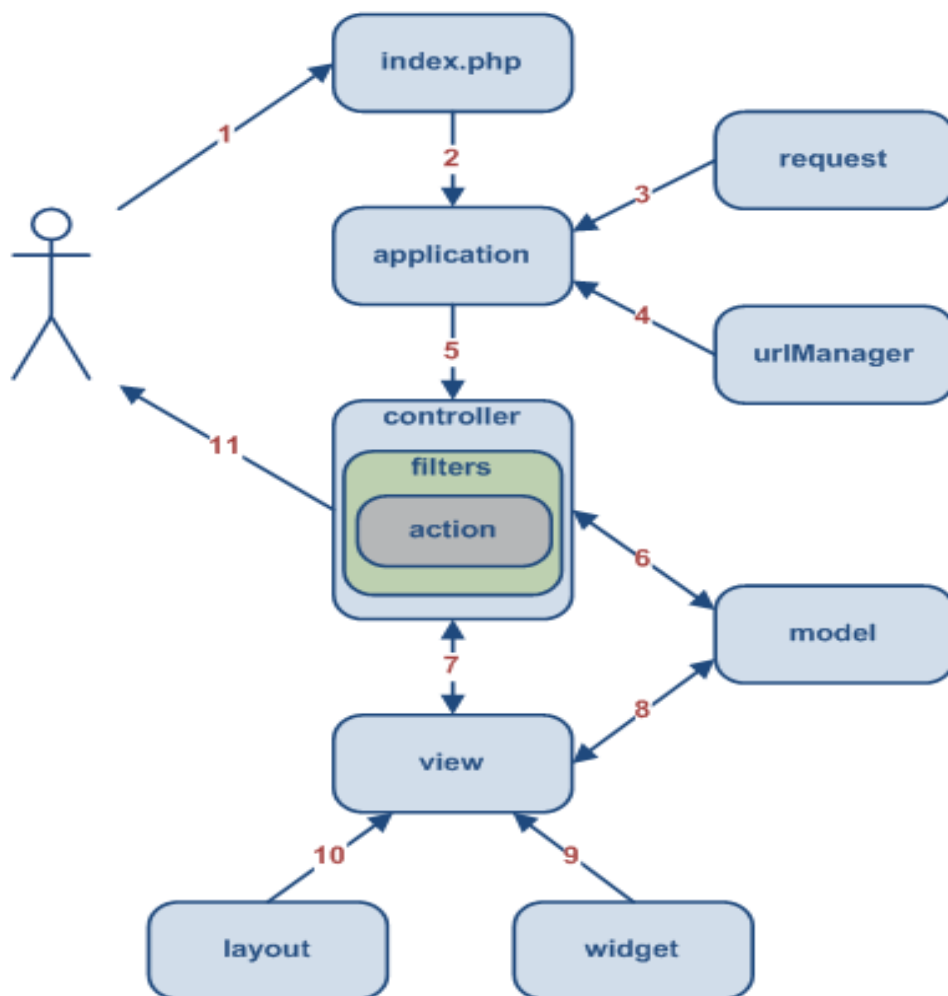 index.php
1
2
request
3
application
4
urlManager
5
controller
filters
action
11
6
model
7
8
view
10
9
layout
widget